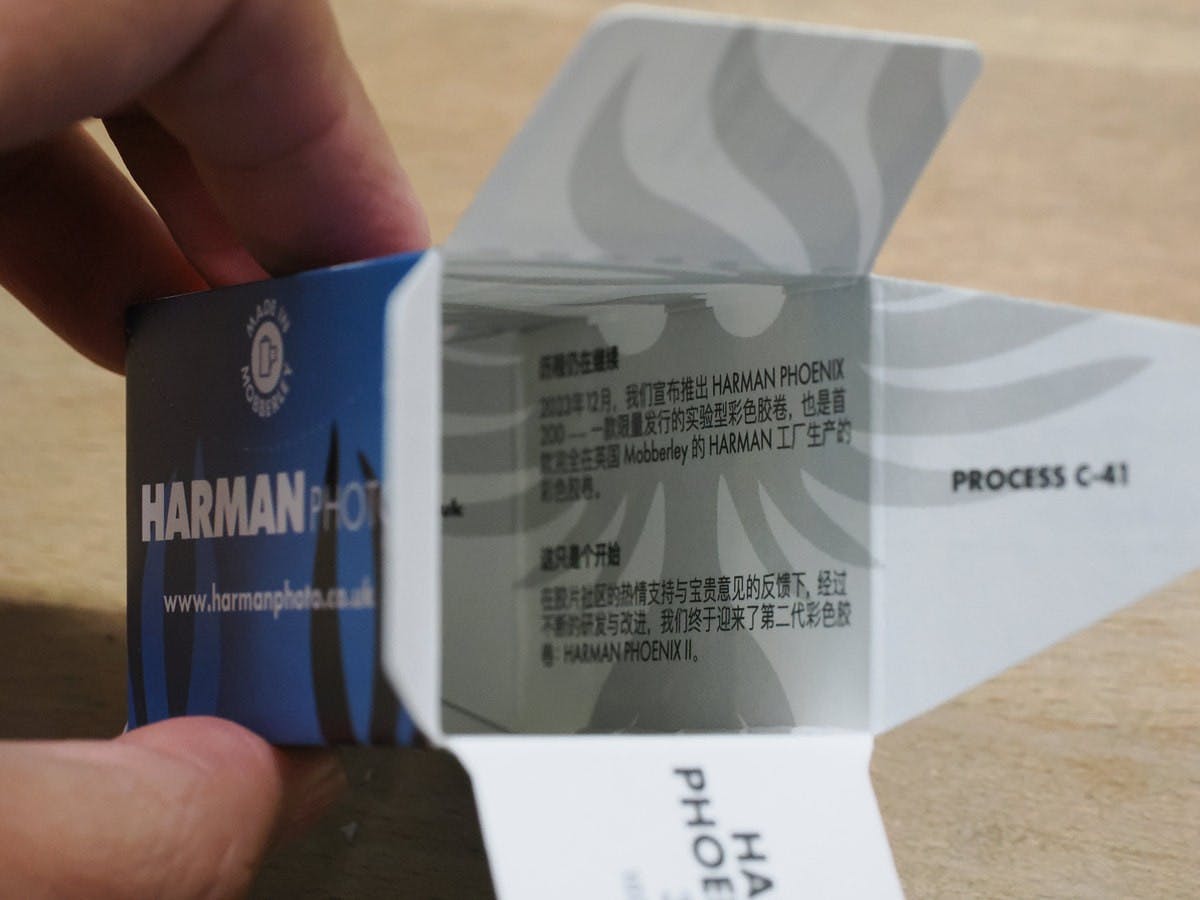 MADE IN
MOBBERLEY
HARMAN PHOTO
www.harmanphoto.co.uk
uk
历程仍在继续
2023年12月，我们宣布推出 HARMAN PHOENIX
200 — 一款限量发行的实验型彩色胶卷，也是首
款完全在英国 Mobberley 的 HARMAN 工厂生产的
彩色胶卷。
这只是个开始
在胶片社区的热情支持与宝贵意见的反馈下，经过
不断的研发与改进，我们终于迎来了第二代彩色胶
卷：HARMAN PHOENIX II。
PROCESS C-41
HA
PHOE